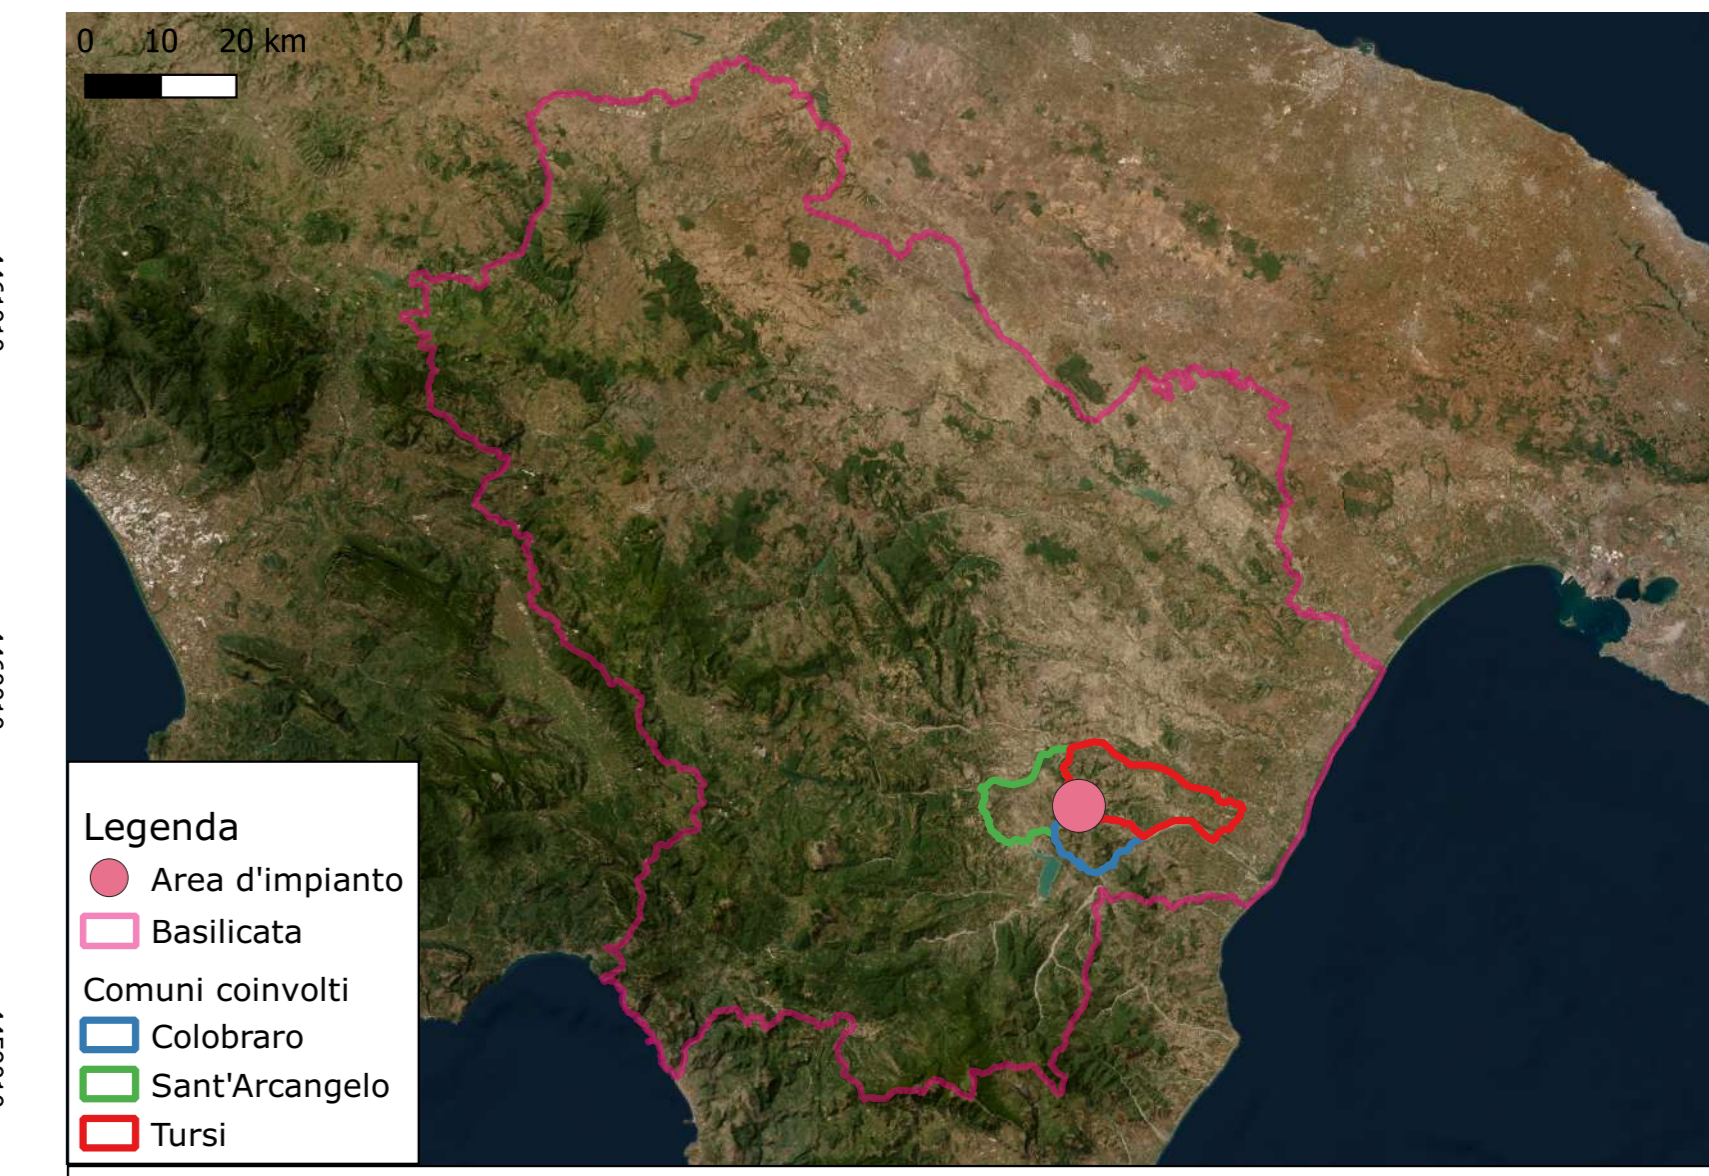 0 10 20 km
Legenda
Area d'impianto
Basilicata
Comuni coinvolti
Colobraro
Sant'Arcangelo
Tursi